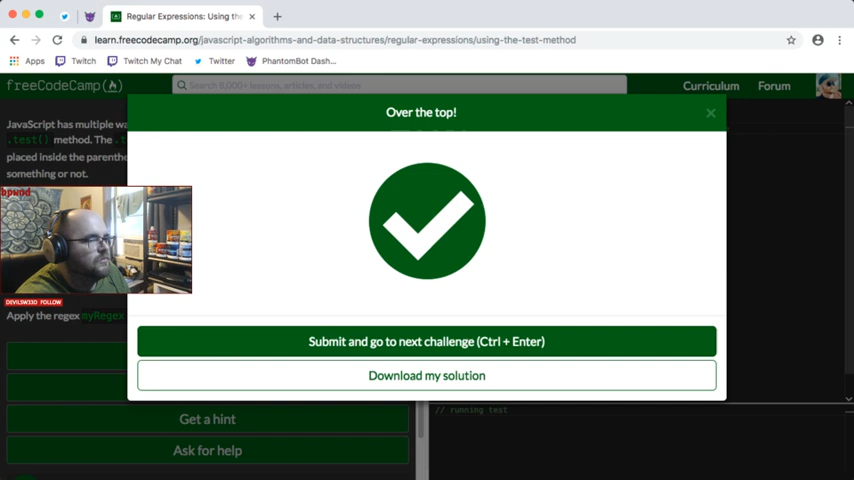 Regular Expressions: Using the
learn.freecodecamp.org/javascript-algorithms-and-data-structures/regular-expressions/using-the-test-method
Apps Twitch Twitch My Chat Twitter PhantomBot Dash...
freeCodeCamp
Search 8,000+ lessons, articles, and videos
Curriculum Forum
Over the top!
JavaScript has multiple wa
.test() method. The .t
placed inside the parenthe
something or not.
DEVILSW33D FOLLOW
Apply the regex myRegex
Submit and go to next challenge (Ctrl + Enter)
Download my solution
Get a hint
Ask for help
// running test